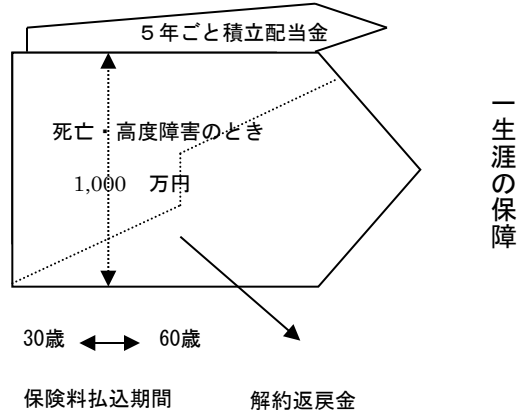 ５年ごと積立配当金
死亡・高度障害のとき
1,000 万円
一生涯の保障
30歳 60歳
保険料払込期間 解約返戻金